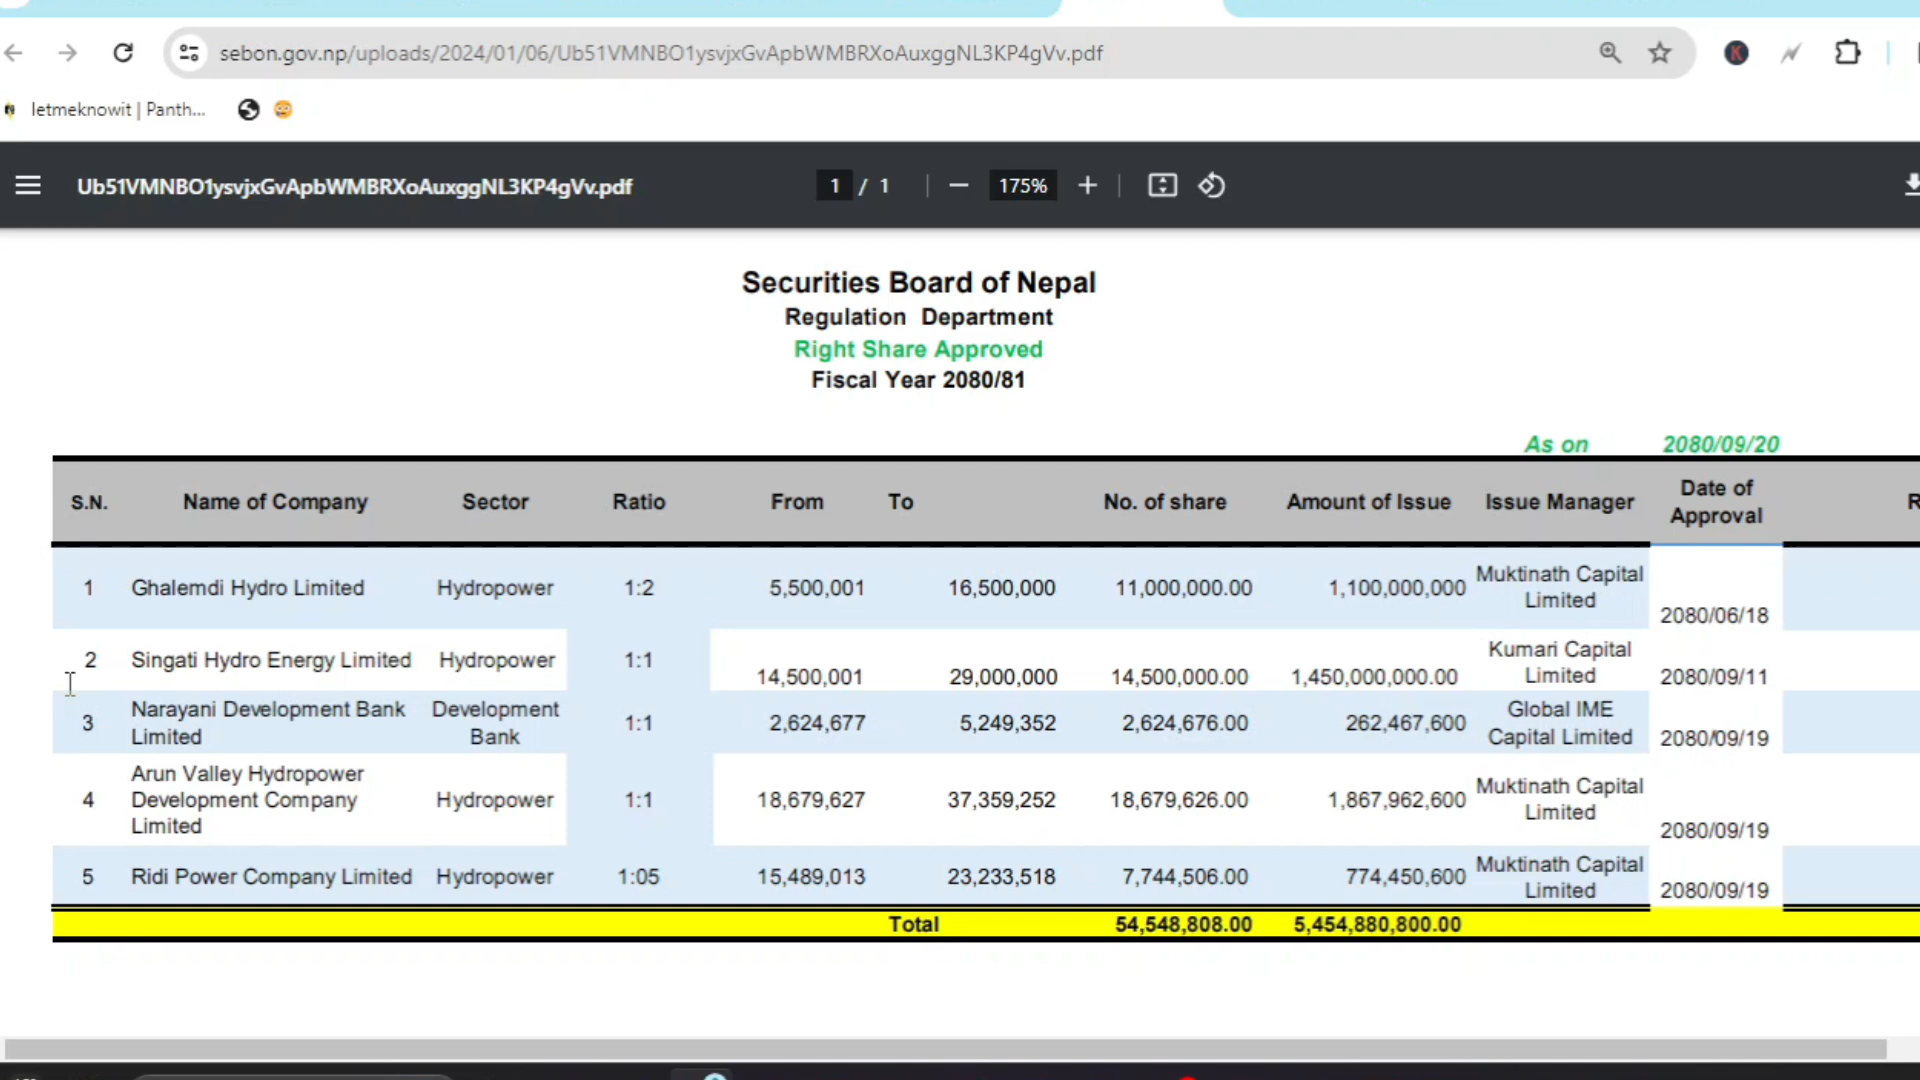 sebon.gov.np/uploads/2024/01/06/Ub51VMNBO1ysvjxGvApbWMBRXoAuxggNL3KP4gVv.pdf
letmeknowit | Panth...
Ub51VMNBO1ysvjxGvApbWMBRXoAuxggNL3KP4gVv.pdf 1 / 1 175%
Securities Board of Nepal
Regulation Department
Right Share Approved
Fiscal Year 2080/81
As on 2080/09/20
S.N. Name of Company Sector Ratio From To No. of share Amount of Issue Issue Manager Date of Approval R
1 Ghalemdi Hydro Limited Hydropower 1:2 5,500,001 16,500,000 11,000,000.00 1,100,000,000 Muktinath Capital Limited 2080/06/18
2 Singati Hydro Energy Limited Hydropower 1:1 14,500,001 29,000,000 14,500,000.00 1,450,000,000.00 Kumari Capital Limited 2080/09/11
3 Narayani Development Bank Limited Development Bank 1:1 2,624,677 5,249,352 2,624,676.00 262,467,600 Global IME Capital Limited 2080/09/19
4 Arun Valley Hydropower Development Company Limited Hydropower 1:1 18,679,627 37,359,252 18,679,626.00 1,867,962,600 Muktinath Capital Limited 2080/09/19
5 Ridi Power Company Limited Hydropower 1:05 15,489,013 23,233,518 7,744,506.00 774,450,600 Muktinath Capital Limited 2080/09/19
Total 54,548,808.00 5,454,880,800.00